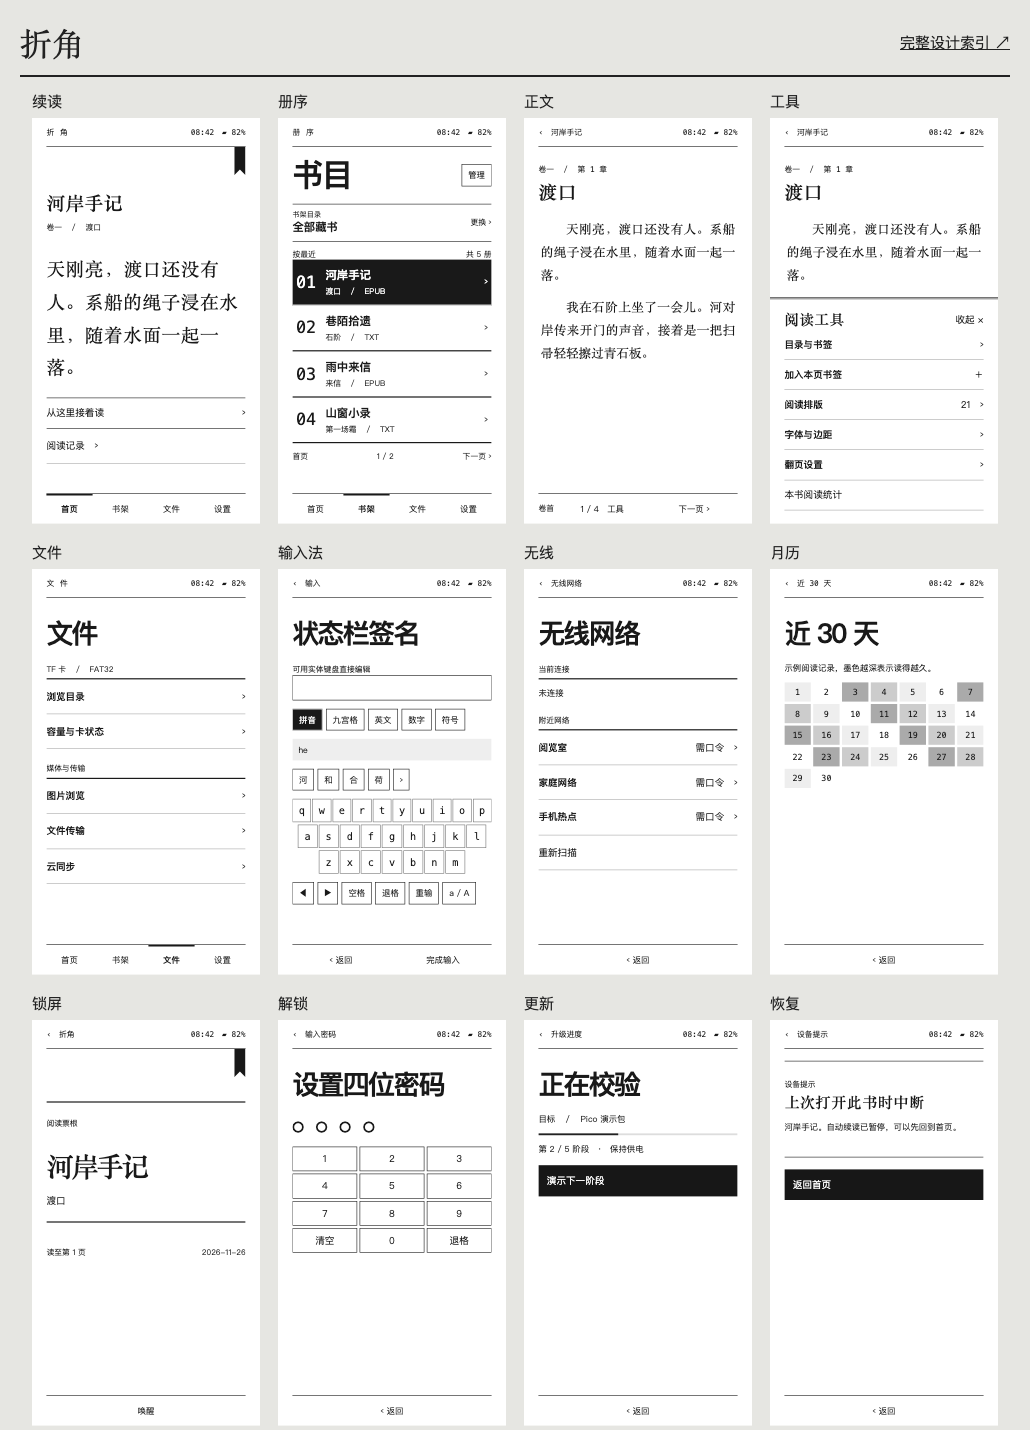 折角
完整设计索引 ↗
续读
折 角 08:42 82%
河岸手记
卷一 / 渡口
天刚亮，渡口还没有
人。系船的绳子浸在水
里，随着水面一起一
落。
从这里接着读 ›
阅读记录 ›
首页 书架 文件 设置
册序
册 序 08:42 82%
书目
管理
书架目录
全部藏书
更换 ›
按最近 共 5 册
01 河岸手记 ›
渡口 / EPUB
02 巷陌拾遗 ›
石阶 / TXT
03 雨中来信 ›
来信 / EPUB
04 山窗小录 ›
第一场霜 / TXT
首页 1 / 2 下一页 ›
首页 书架 文件 设置
正文
‹ 河岸手记 08:42 82%
卷一 / 第 1 章
渡口
天刚亮，渡口还没有人。系船
的绳子浸在水里，随着水面一起一
落。
我在石阶上坐了一会儿。河对
岸传来开门的声音，接着是一把扫
帚轻轻擦过青石板。
卷首 1 / 4 工具 下一页 ›
工具
‹ 河岸手记 08:42 82%
卷一 / 第 1 章
渡口
天刚亮，渡口还没有人。系船
的绳子浸在水里，随着水面一起一
落。
阅读工具 收起 ×
目录与书签 ›
加入本页书签 +
阅读排版 21 ›
字体与边距 ›
翻页设置 ›
本书阅读统计
文件
文 件 08:42 82%
文件
TF 卡 / FAT32
浏览目录 ›
容量与卡状态 ›
媒体与传输
图片浏览 ›
文件传输 ›
云同步 ›
首页 书架 文件 设置
输入法
‹ 输入 08:42 82%
状态栏签名
可用实体键盘直接编辑
拼音 九宫格 英文 数字 符号
he
河 和 合 荷 ›
q w e r t y u i o p
a s d f g h j k l
z x c v b n m
◀ ▶ 空格 退格 重输 a / A
‹ 返回 完成输入
无线
‹ 无线网络 08:42 82%
无线网络
当前连接
未连接
附近网络
阅览室 需口令 ›
家庭网络 需口令 ›
手机热点 需口令 ›
重新扫描
‹ 返回
月历
‹ 近 30 天 08:42 82%
近 30 天
示例阅读记录，墨色越深表示读得越久。
1 2 3 4 5 6 7
8 9 10 11 12 13 14
15 16 17 18 19 20 21
22 23 24 25 26 27 28
29 30
‹ 返回
锁屏
‹ 折角 08:42 82%
阅读票根
河岸手记
渡口
读至第 1 页 2026-11-26
唤醒
解锁
‹ 输入密码 08:42 82%
设置四位密码
1 2 3
4 5 6
7 8 9
清空 0 退格
‹ 返回
更新
‹ 升级进度 08:42 82%
正在校验
目标 / Pico 演示包
第 2 / 5 阶段 · 保持供电
演示下一阶段
‹ 返回
恢复
‹ 设备提示 08:42 82%
设备提示
上次打开此书时中断
河岸手记。自动续读已暂停，可以先回到首页。
返回首页
‹ 返回